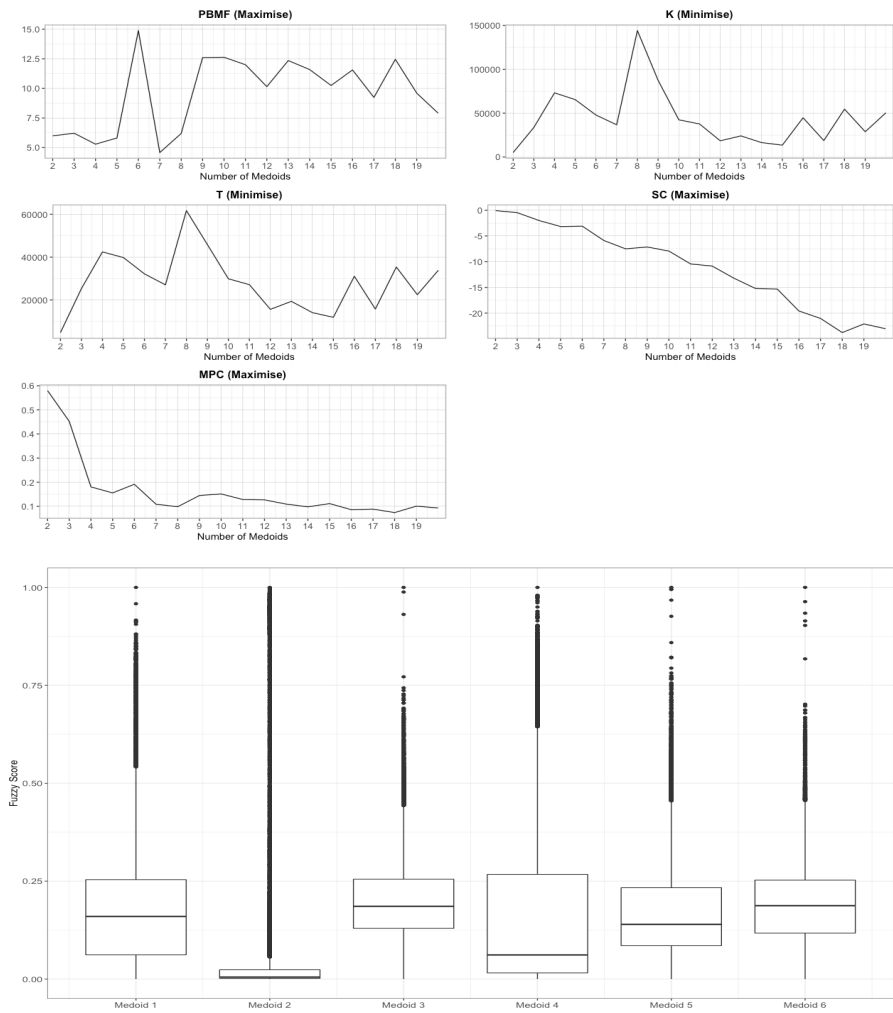 PBMF (Maximise)
15.0
12.5
10.0
7.5
5.0
2 3 4 5 6 7 8 9 10 11 12 13 14 15 16 17 18 19
Number of Medoids
K (Minimise)
150000
100000
50000
0
2 3 4 5 6 7 8 9 10 11 12 13 14 15 16 17 18 19
Number of Medoids
T (Minimise)
60000
40000
20000
2 3 4 5 6 7 8 9 10 11 12 13 14 15 16 17 18 19
Number of Medoids
SC (Maximise)
0
-5
-10
-15
-20
2 3 4 5 6 7 8 9 10 11 12 13 14 15 16 17 18 19
Number of Medoids
MPC (Maximise)
0.6
0.5
0.4
0.3
0.2
0.1
2 3 4 5 6 7 8 9 10 11 12 13 14 15 16 17 18 19
Number of Medoids
Fuzzy Score
1.00
0.75
0.50
0.25
0.00
Medoid 1 Medoid 2 Medoid 3 Medoid 4 Medoid 5 Medoid 6